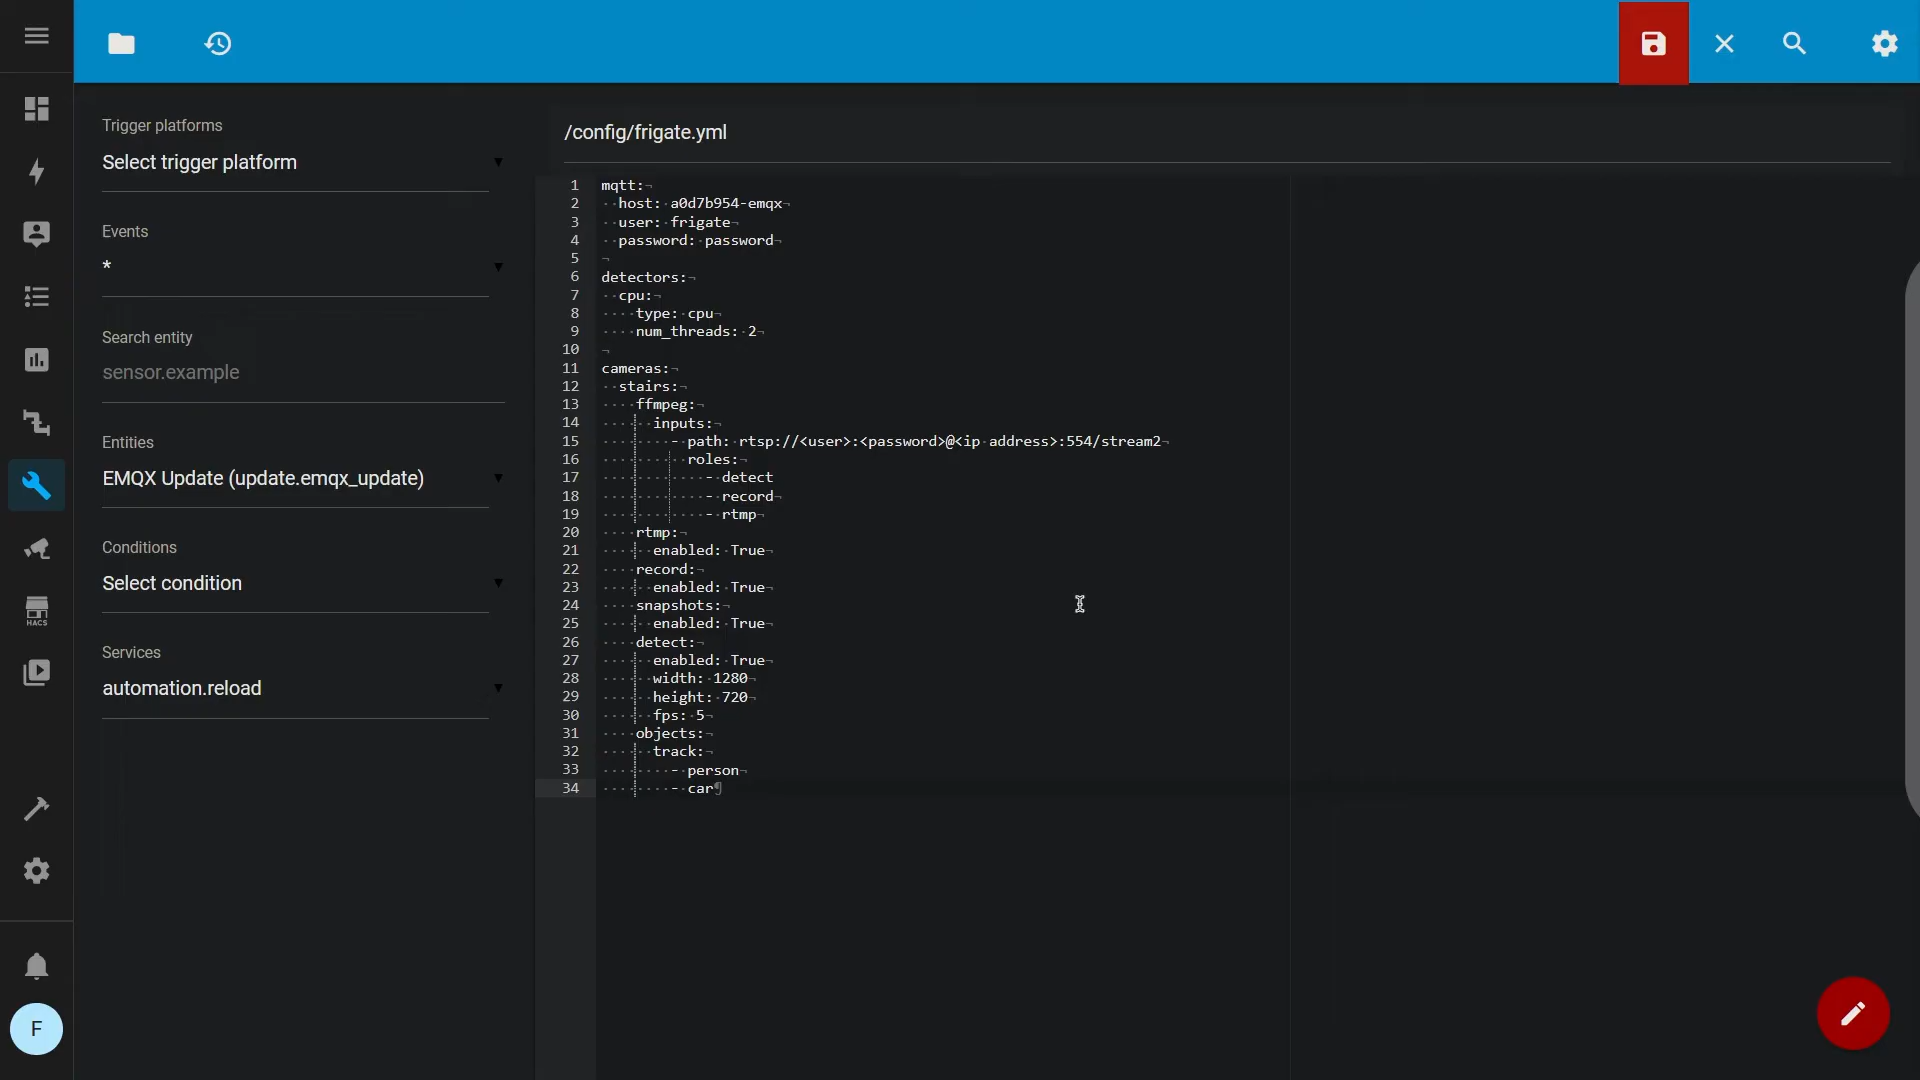 /config/frigate.yml
Trigger platforms
Select trigger platform
Events
*
Search entity
sensor.example
Entities
EMQX Update (update.emqx_update)
Conditions
Select condition
Services
automation.reload
HACS
F
1 mqtt:
2   host: a0d7b954-emqx
3   user: frigate
4   password: password
5
6 detectors:
7   cpu:
8     type: cpu
9     num_threads: 2
10
11 cameras:
12   stairs:
13     ffmpeg:
14       inputs:
15         - path: rtsp://<user>:<password>@<ip address>:554/stream2
16           roles:
17             - detect
18             - record
19             - rtmp
20     rtmp:
21       enabled: True
22     record:
23       enabled: True
24     snapshots:
25       enabled: True
26     detect:
27       enabled: True
28       width: 1280
29       height: 720
30       fps: 5
31     objects:
32       track:
33         - person
34         - car